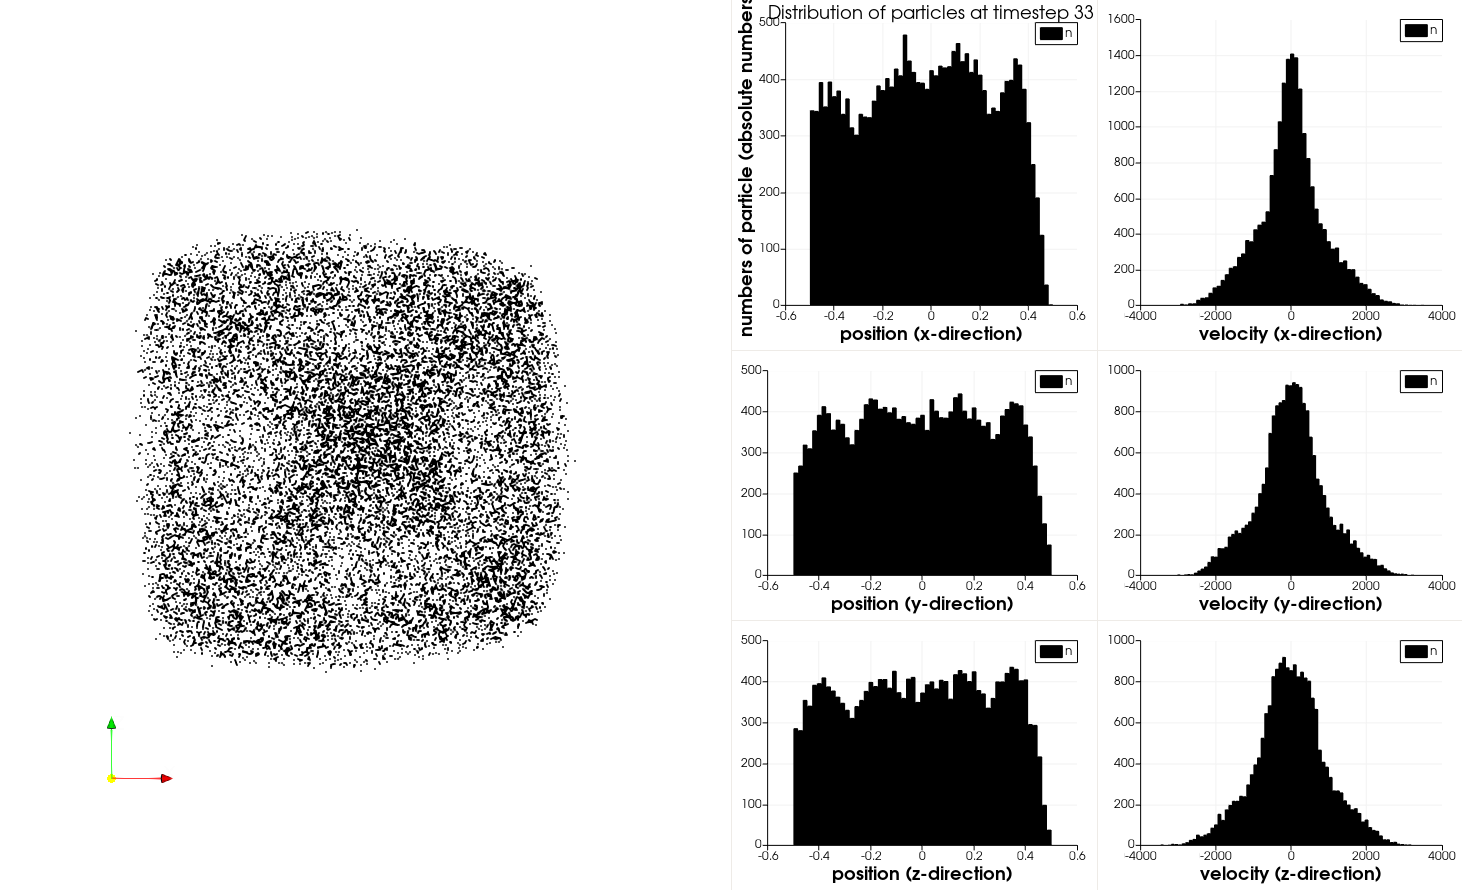 Distribution of particles at timestep 33
numbers of particle (absolute numbers
500
400
300
200
100
0
-0.6 -0.4 -0.2 0 0.2 0.4 0.6
position (x-direction)
n
1600
1400
1200
1000
800
600
400
200
0
-4000 -2000 0 2000 4000
velocity (x-direction)
n
500
400
300
200
100
0
-0.6 -0.4 -0.2 0 0.2 0.4 0.6
position (y-direction)
n
1000
800
600
400
200
0
-4000 -2000 0 2000 4000
velocity (y-direction)
n
500
400
300
200
100
0
-0.6 -0.4 -0.2 0 0.2 0.4 0.6
position (z-direction)
n
1000
800
600
400
200
0
-4000 -2000 0 2000 4000
velocity (z-direction)
n